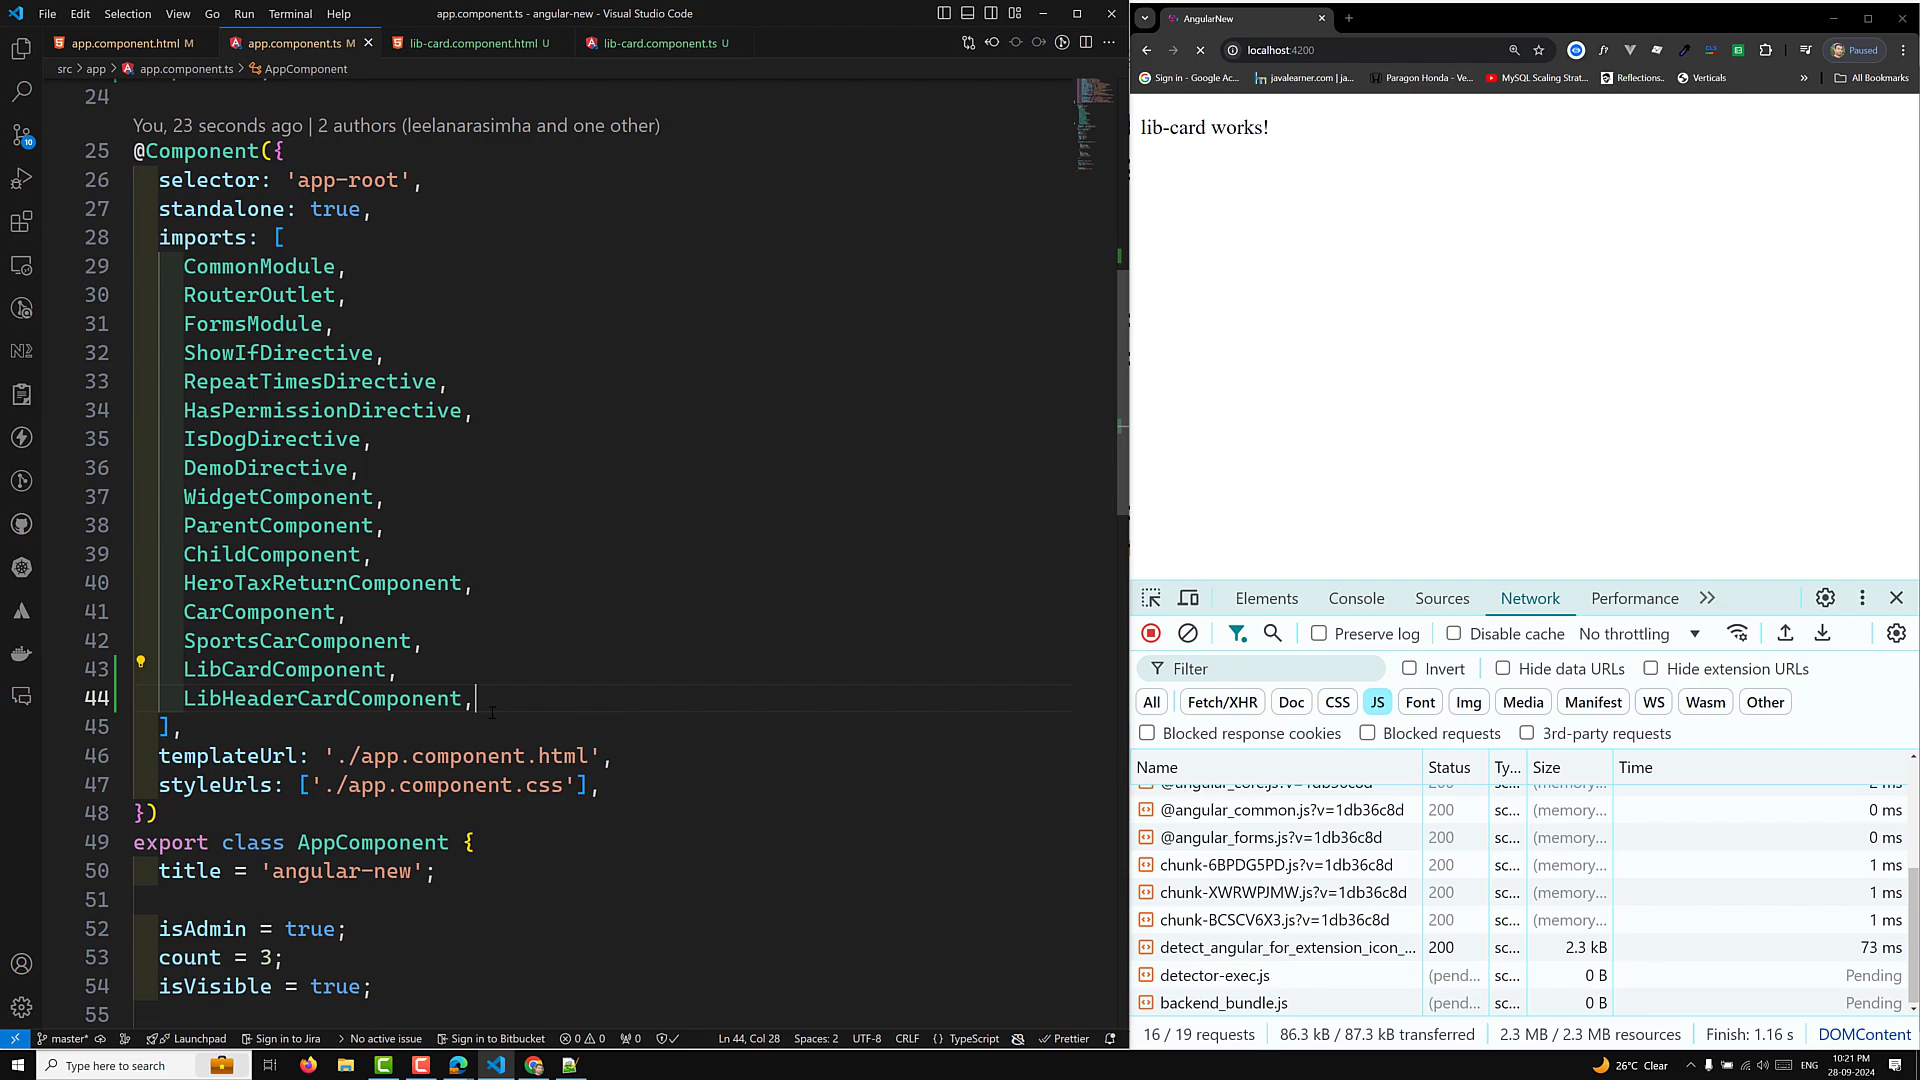 File Edit Selection View Go Run Terminal Help
app.component.ts - angular-new - Visual Studio Code
app.component.html M
app.component.ts M
lib-card.component.html U
lib-card.component.ts U
src > app > app.component.ts > AppComponent
24
You, 23 seconds ago | 2 authors (leelanarasimha and one other)
25 @Component({
26 selector: 'app-root',
27 standalone: true,
28 imports: [
29 CommonModule,
30 RouterOutlet,
31 FormsModule,
32 ShowIfDirective,
33 RepeatTimesDirective,
34 HasPermissionDirective,
35 IsDogDirective,
36 DemoDirective,
37 WidgetComponent,
38 ParentComponent,
39 ChildComponent,
40 HeroTaxReturnComponent,
41 CarComponent,
42 SportsCarComponent,
43 LibCardComponent,
44 LibHeaderCardComponent,
45 ],
46 templateUrl: './app.component.html',
47 styleUrls: ['./app.component.css'],
48 })
49 export class AppComponent {
50 title = 'angular-new';
51
52 isAdmin = true;
53 count = 3;
54 isVisible = true;
55
10
master* Launchpad Sign in to Jira No active issue Sign in to Bitbucket 0 0 0 Ln 44, Col 28 Spaces: 2 UTF-8 CRLF {} TypeScript Prettier
AngularNew
localhost:4200
Paused
Sign in - Google Ac... javalearner.com | ja... Paragon Honda - Ve... MySQL Scaling Strat... Reflections.. Verticals » All Bookmarks
lib-card works!
Elements Console Sources Network Performance
Preserve log Disable cache No throttling
Filter Invert Hide data URLs Hide extension URLs
All Fetch/XHR Doc CSS JS Font Img Media Manifest WS Wasm Other
Blocked response cookies Blocked requests 3rd-party requests
Name Status Ty... Size Time
@angular_core.js?v=1db36c8d
@angular_common.js?v=1db36c8d 200 sc... (memory... 0 ms
@angular_forms.js?v=1db36c8d 200 sc... (memory... 0 ms
chunk-6BPDG5PD.js?v=1db36c8d 200 sc... (memory... 1 ms
chunk-XWRWPJMW.js?v=1db36c8d 200 sc... (memory... 1 ms
chunk-BCSCV6X3.js?v=1db36c8d 200 sc... (memory... 1 ms
detect_angular_for_extension_icon_... 200 sc... 2.3 kB 73 ms
detector-exec.js (pend... sc... 0 B Pending
backend_bundle.js (pend... sc... 0 B Pending
16 / 19 requests 86.3 kB / 87.3 kB transferred 2.3 MB / 2.3 MB resources Finish: 1.16 s DOMContent
Type here to search
26°C Clear
ENG
10:21 PM
28-09-2024